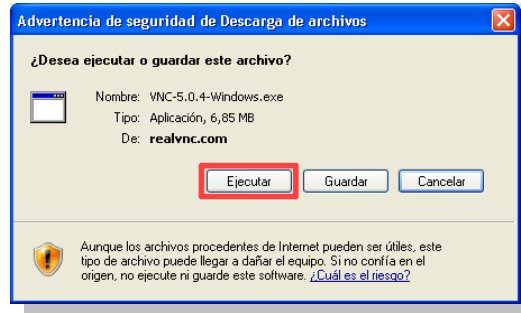 Advertencia de seguridad de Descarga de archivos
¿Desea ejecutar o guardar este archivo?
Nombre: VNC-5.0.4-Windows.exe
Tipo: Aplicación, 6,85 MB
De: realvnc.com
Ejecutar Guardar Cancelar
Aunque los archivos procedentes de Internet pueden ser útiles, este
tipo de archivo puede llegar a dañar el equipo. Si no confía en el
origen, no ejecute ni guarde este software. ¿Cuál es el riesgo?